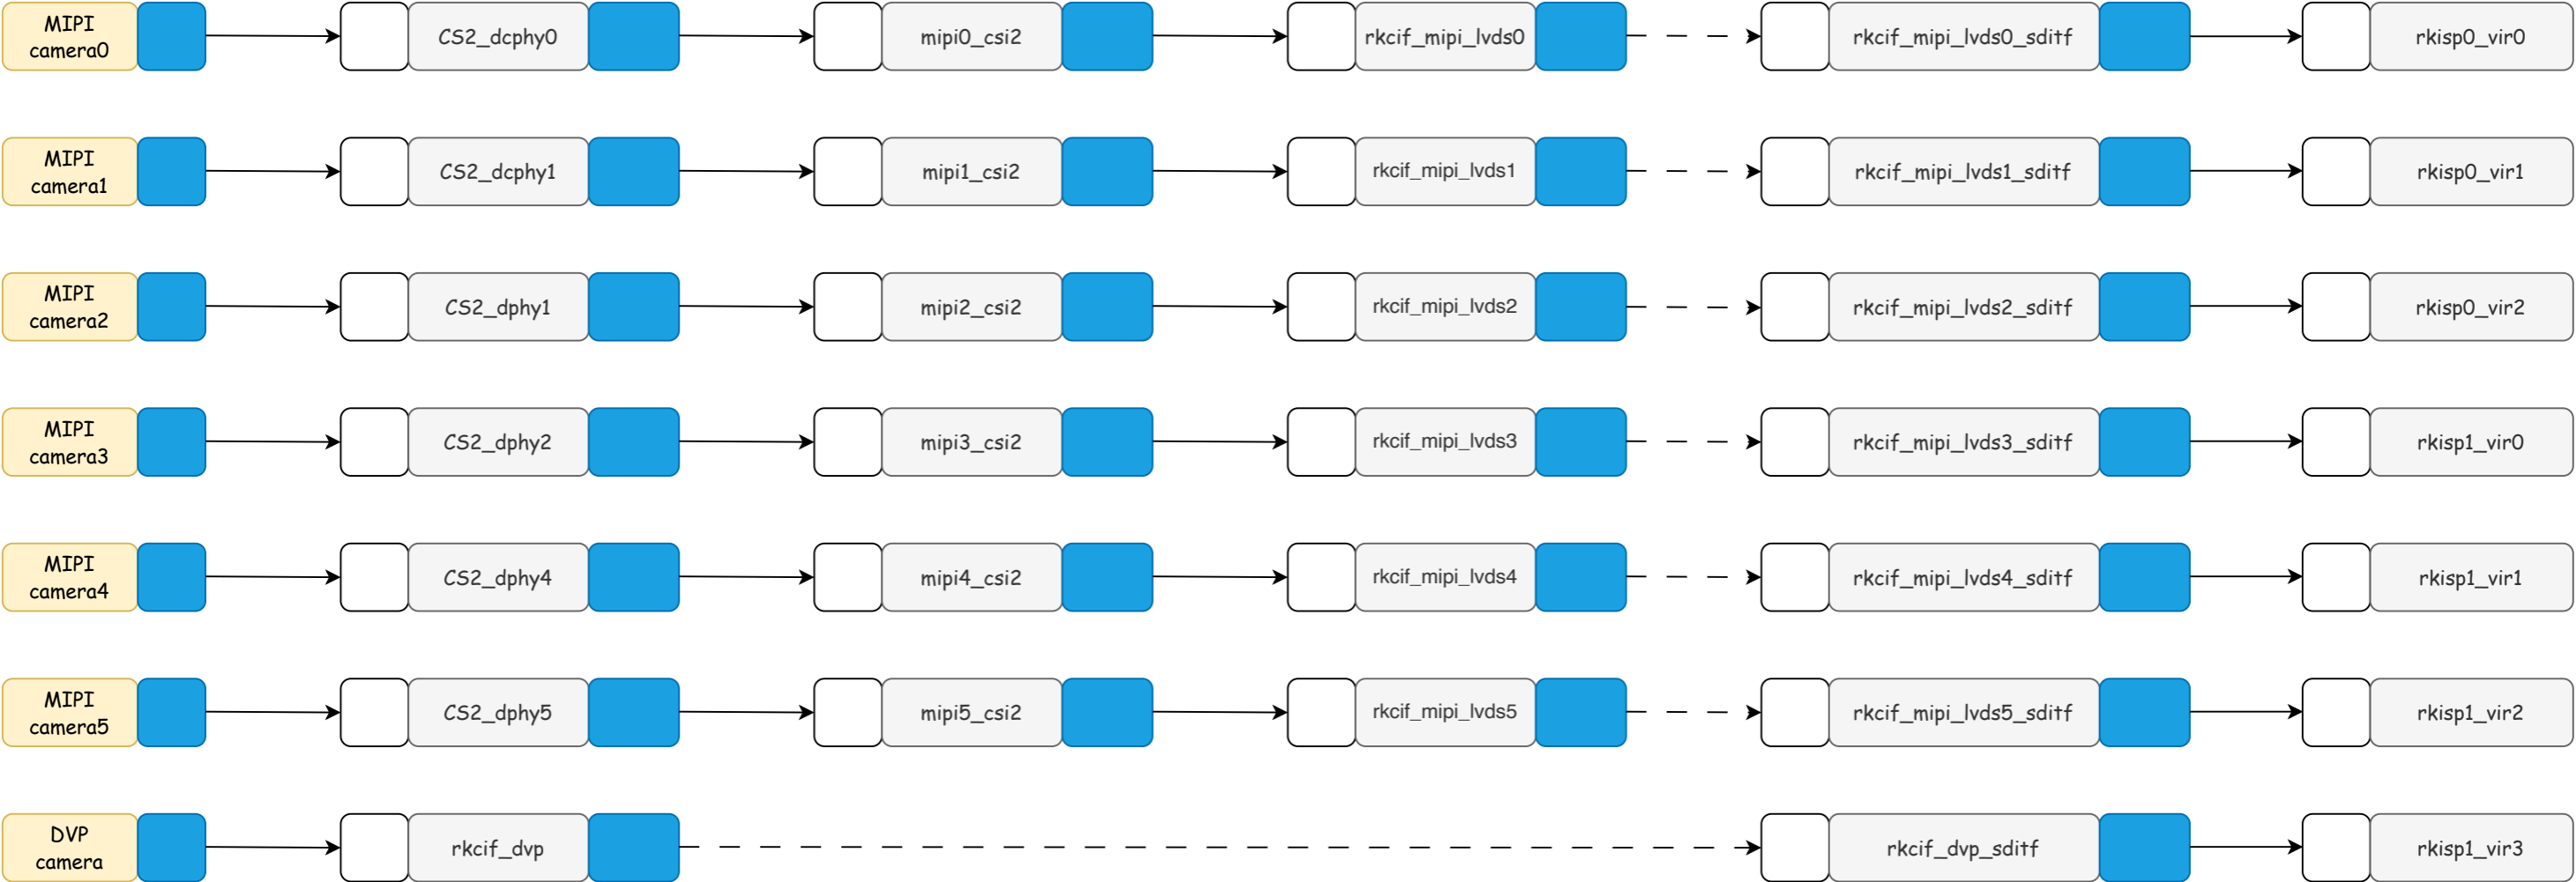 MIPI
camera0
CS2_dcphy0
mipi0_csi2
rkcif_mipi_lvds0
rkcif_mipi_lvds0_sditf
rkisp0_vir0
MIPI
camera1
CS2_dcphy1
mipi1_csi2
rkcif_mipi_lvds1
rkcif_mipi_lvds1_sditf
rkisp0_vir1
MIPI
camera2
CS2_dphy1
mipi2_csi2
rkcif_mipi_lvds2
rkcif_mipi_lvds2_sditf
rkisp0_vir2
MIPI
camera3
CS2_dphy2
mipi3_csi2
rkcif_mipi_lvds3
rkcif_mipi_lvds3_sditf
rkisp1_vir0
MIPI
camera4
CS2_dphy4
mipi4_csi2
rkcif_mipi_lvds4
rkcif_mipi_lvds4_sditf
rkisp1_vir1
MIPI
camera5
CS2_dphy5
mipi5_csi2
rkcif_mipi_lvds5
rkcif_mipi_lvds5_sditf
rkisp1_vir2
DVP
camera
rkcif_dvp
rkcif_dvp_sditf
rkisp1_vir3